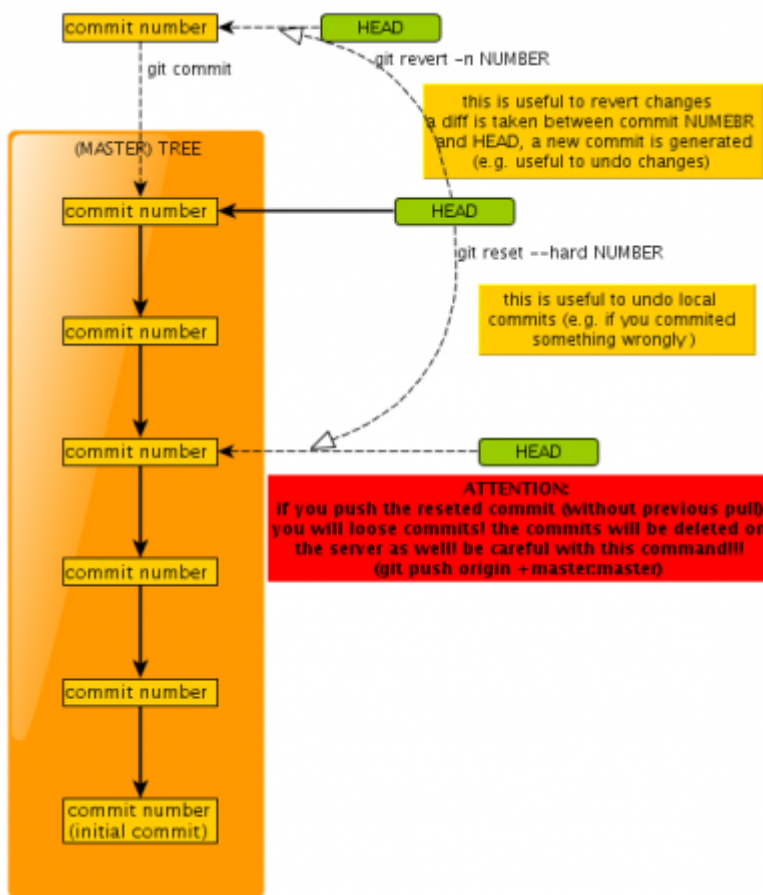 commit number
HEAD
git revert -n NUMBER
git commit
this is useful to revert changes
a diff is taken between commit NUMEBR
and HEAD, a new commit is generated
(e.g. useful to undo changes)
(MASTER) TREE
commit number
HEAD
git reset --hard NUMBER
this is useful to undo local
commits (e.g. if you commited
something wrongly)
commit number
commit number
HEAD
ATTENTION:
if you push the reseted commit (without previous pull)
you will loose commits! the commits will be deleted on
the server as well! be careful with this command!!!!
(git push origin +master:master)
commit number
commit number
commit number
(initial commit)